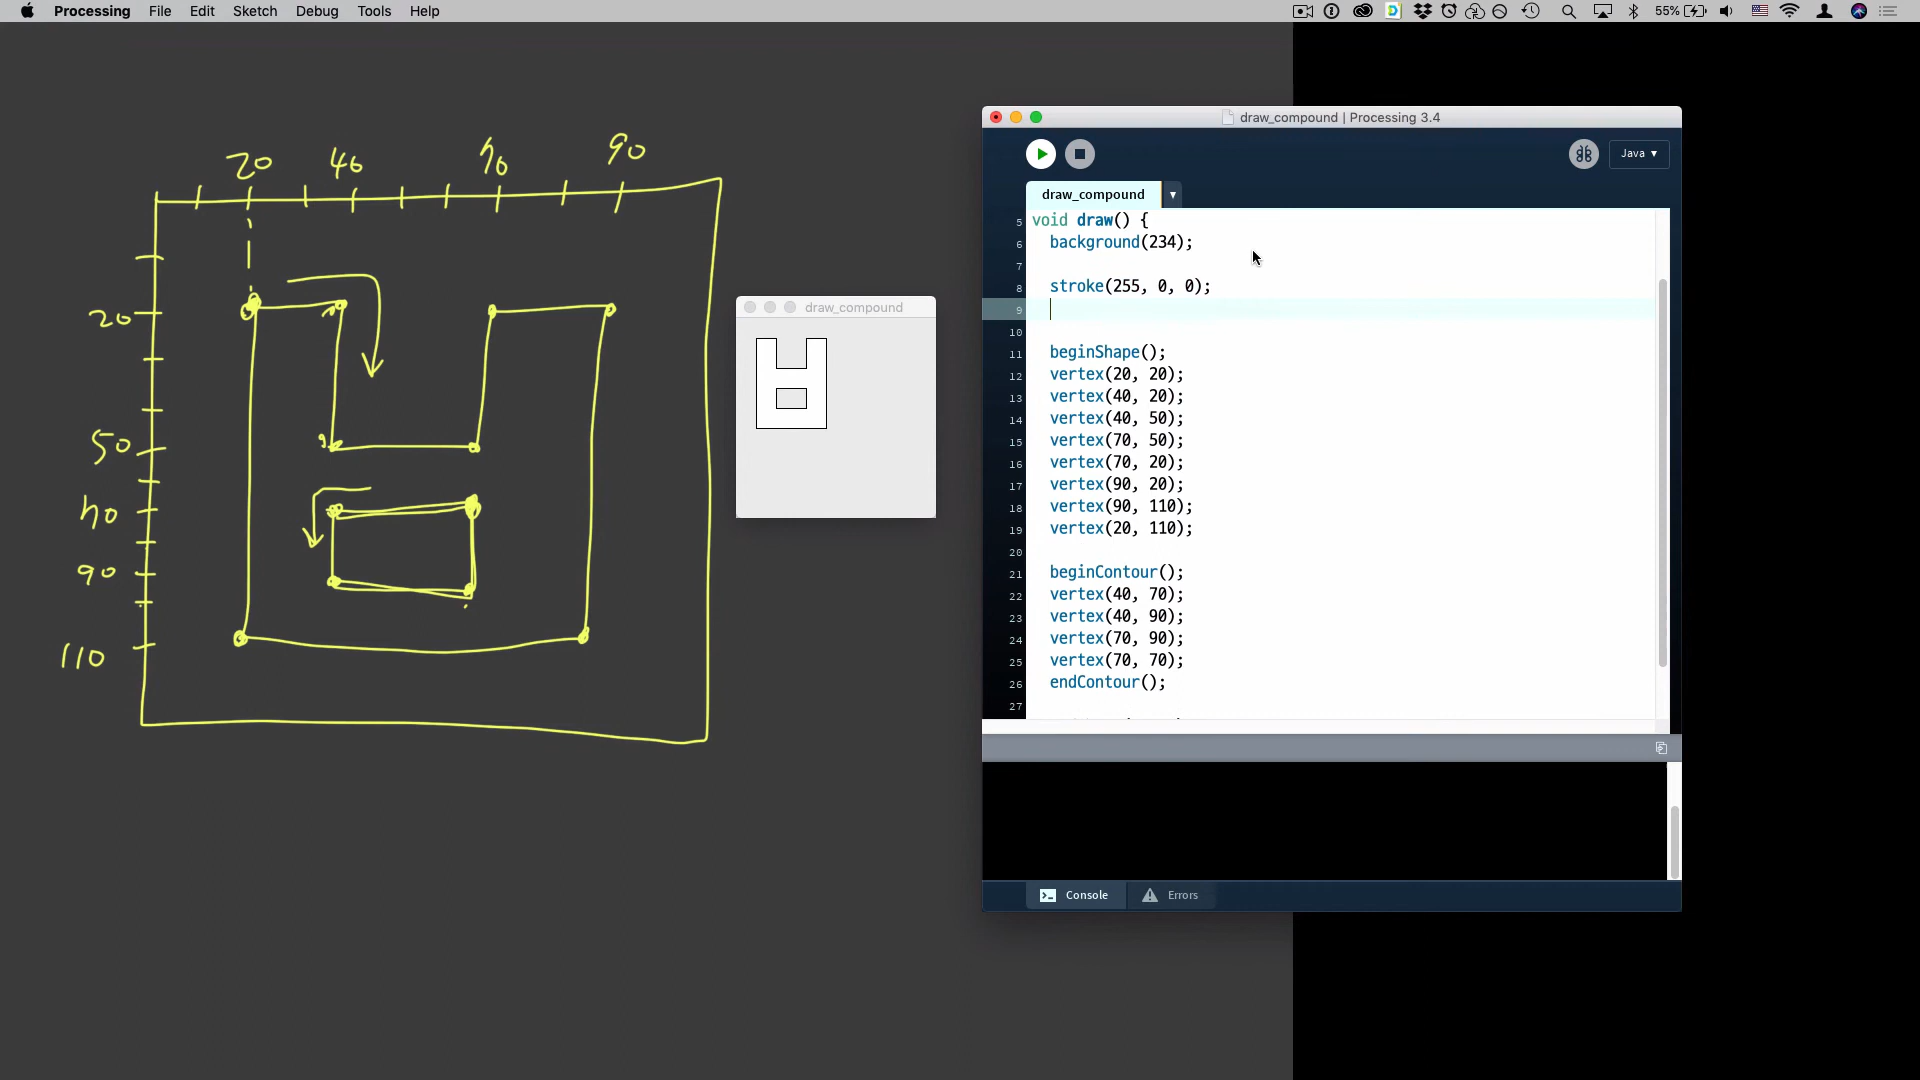 Processing File Edit Sketch Debug Tools Help
55%
20 40 70 90
20
50
70
90
110
draw_compound
draw_compound | Processing 3.4
Java ▾
draw_compound ▾
5 void draw() {
6 background(234);
7
8 stroke(255, 0, 0);
9
10
11 beginShape();
12 vertex(20, 20);
13 vertex(40, 20);
14 vertex(40, 50);
15 vertex(70, 50);
16 vertex(70, 20);
17 vertex(90, 20);
18 vertex(90, 110);
19 vertex(20, 110);
20
21 beginContour();
22 vertex(40, 70);
23 vertex(40, 90);
24 vertex(70, 90);
25 vertex(70, 70);
26 endContour();
27
Console Errors